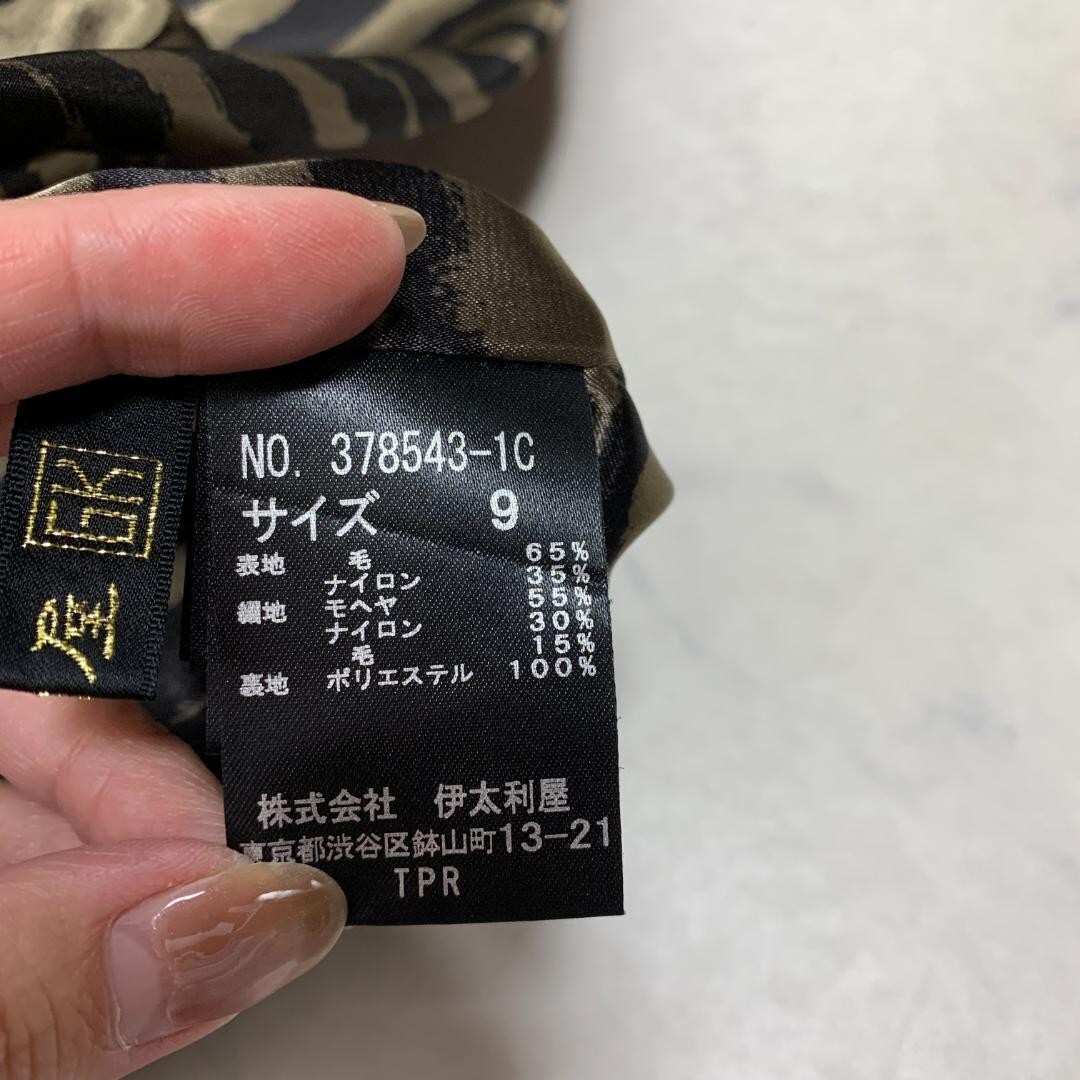 NO. 378543-1C
サイズ 9
表地 毛 65%
ナイロン 35%
別地 モヘヤ 55%
ナイロン 30%
毛 15%
裏地 ポリエステル 100%
株式会社 伊太利屋
東京都渋谷区鉢山町13-21
TPR
GK
屋